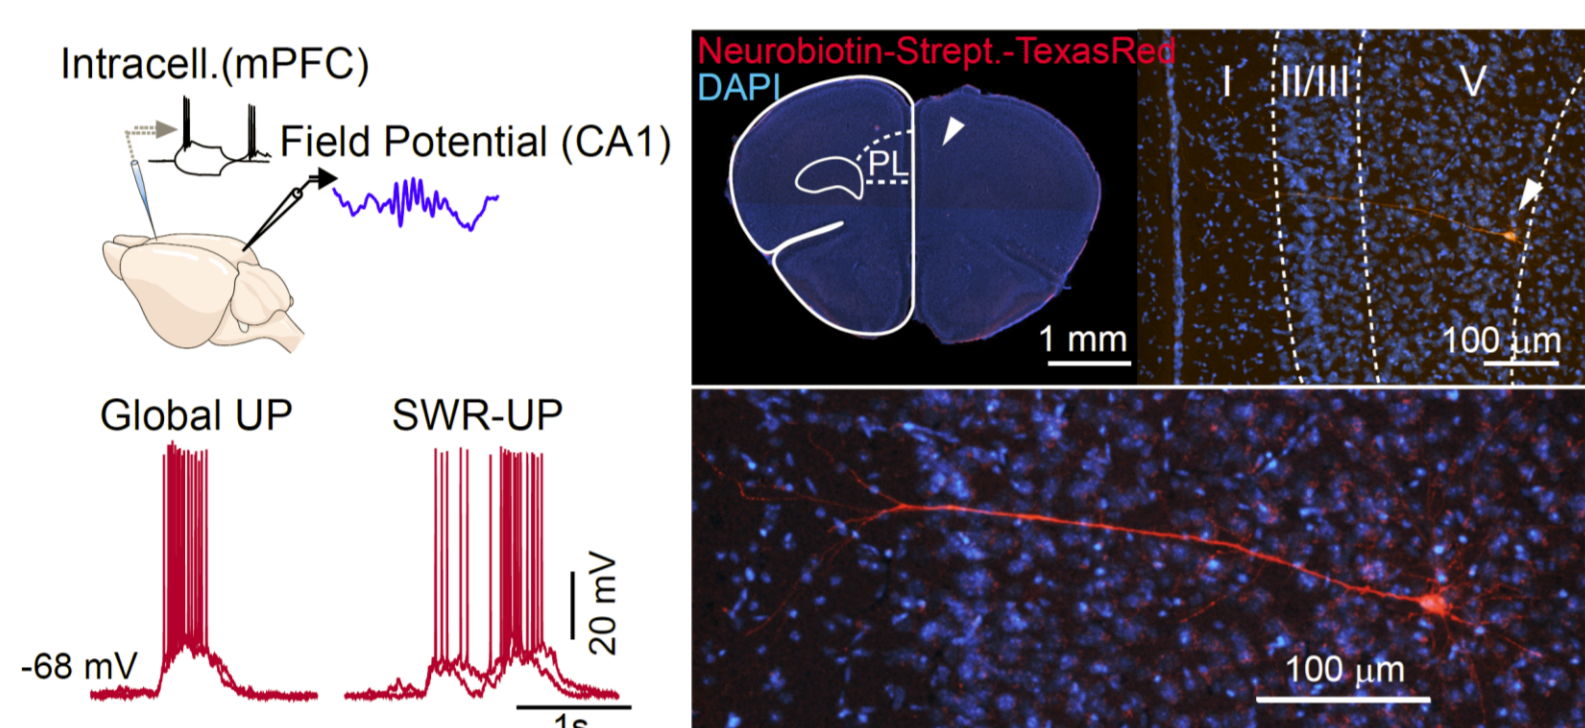 Intracell.(mPFC)
Field Potential (CA1)
Neurobiotin-Strept.-TexasRed
DAPI
PL
1 mm
I
II/III
V
100 µm
Global UP
SWR-UP
20 mV
-68 mV
1s
100 µm